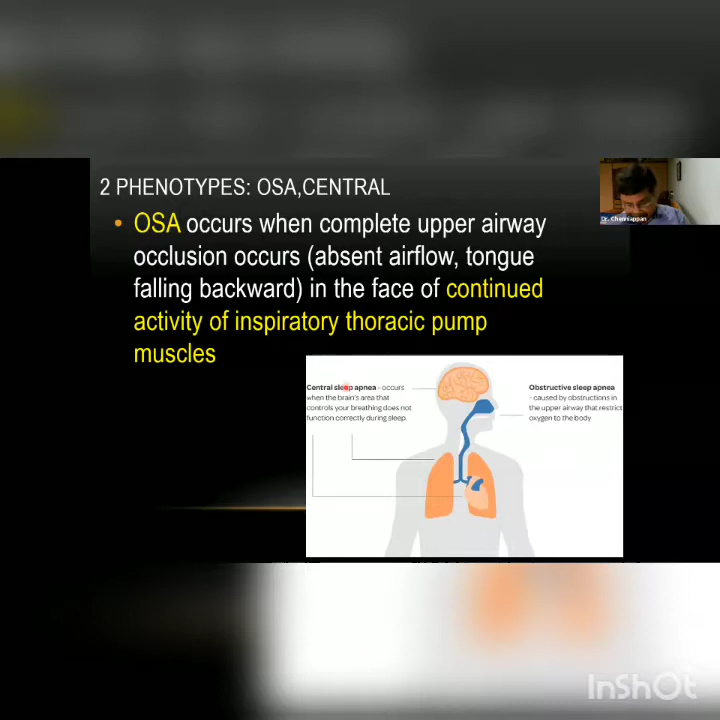 2 PHENOTYPES: OSA,CENTRAL
• OSA occurs when complete upper airway
occlusion occurs (absent airflow, tongue
falling backward) in the face of continued
activity of inspiratory thoracic pump
muscles
Dr. Chenniappan
Central sleep apnea - occurs
when the brain's area that
controls your breathing does not
function correctly during sleep.
Obstructive sleep apnea
- caused by obstructions in
the upper airway that restrict
oxygen to the body
InShOt